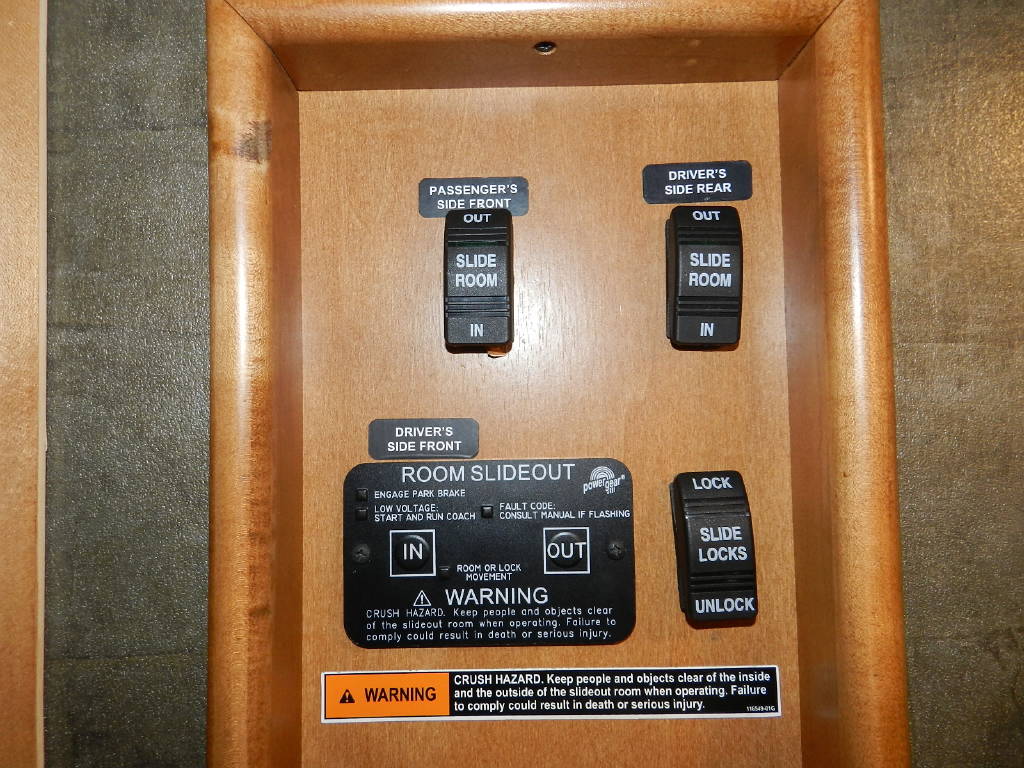 PASSENGER'S
SIDE FRONT
OUT
SLIDE
ROOM
IN
DRIVER'S
SIDE REAR
OUT
SLIDE
ROOM
IN
DRIVER'S
SIDE FRONT
ROOM SLIDEOUT
powergear®
ENGAGE PARK BRAKE
LOW VOLTAGE:
START AND RUN COACH
FAULT CODE:
CONSULT MANUAL IF FLASHING
IN
OUT
ROOM OR LOCK
MOVEMENT
WARNING
CRUSH HAZARD. Keep people and objects clear
of the slideout room when operating. Failure to
comply could result in death or serious injury.
LOCK
SLIDE
LOCKS
UNLOCK
WARNING
CRUSH HAZARD. Keep people and objects clear of the inside
and the outside of the slideout room when operating. Failure
to comply could result in death or serious injury.